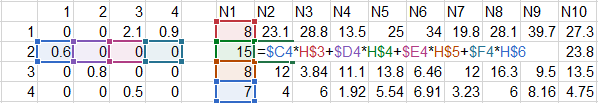 1 2 3 4 N1 N2 N3 N4 N5 N6 N7 N8 N9 N10
1 0 0 2.1 0.9 8 23.1 28.8 13.5 25 34 19.8 28.1 39.7 27.3
2 0.6 0 0 0 15 =$C4*H$3+$D4*H$4+$E4*H$5+$F4*H$6 23.8
3 0 0.8 0 0 8 12 3.84 11.1 13.8 6.46 12 16.3 9.5 13.5
4 0 0 0.5 0 7 4 6 1.92 5.54 6.91 3.23 6 8.16 4.75